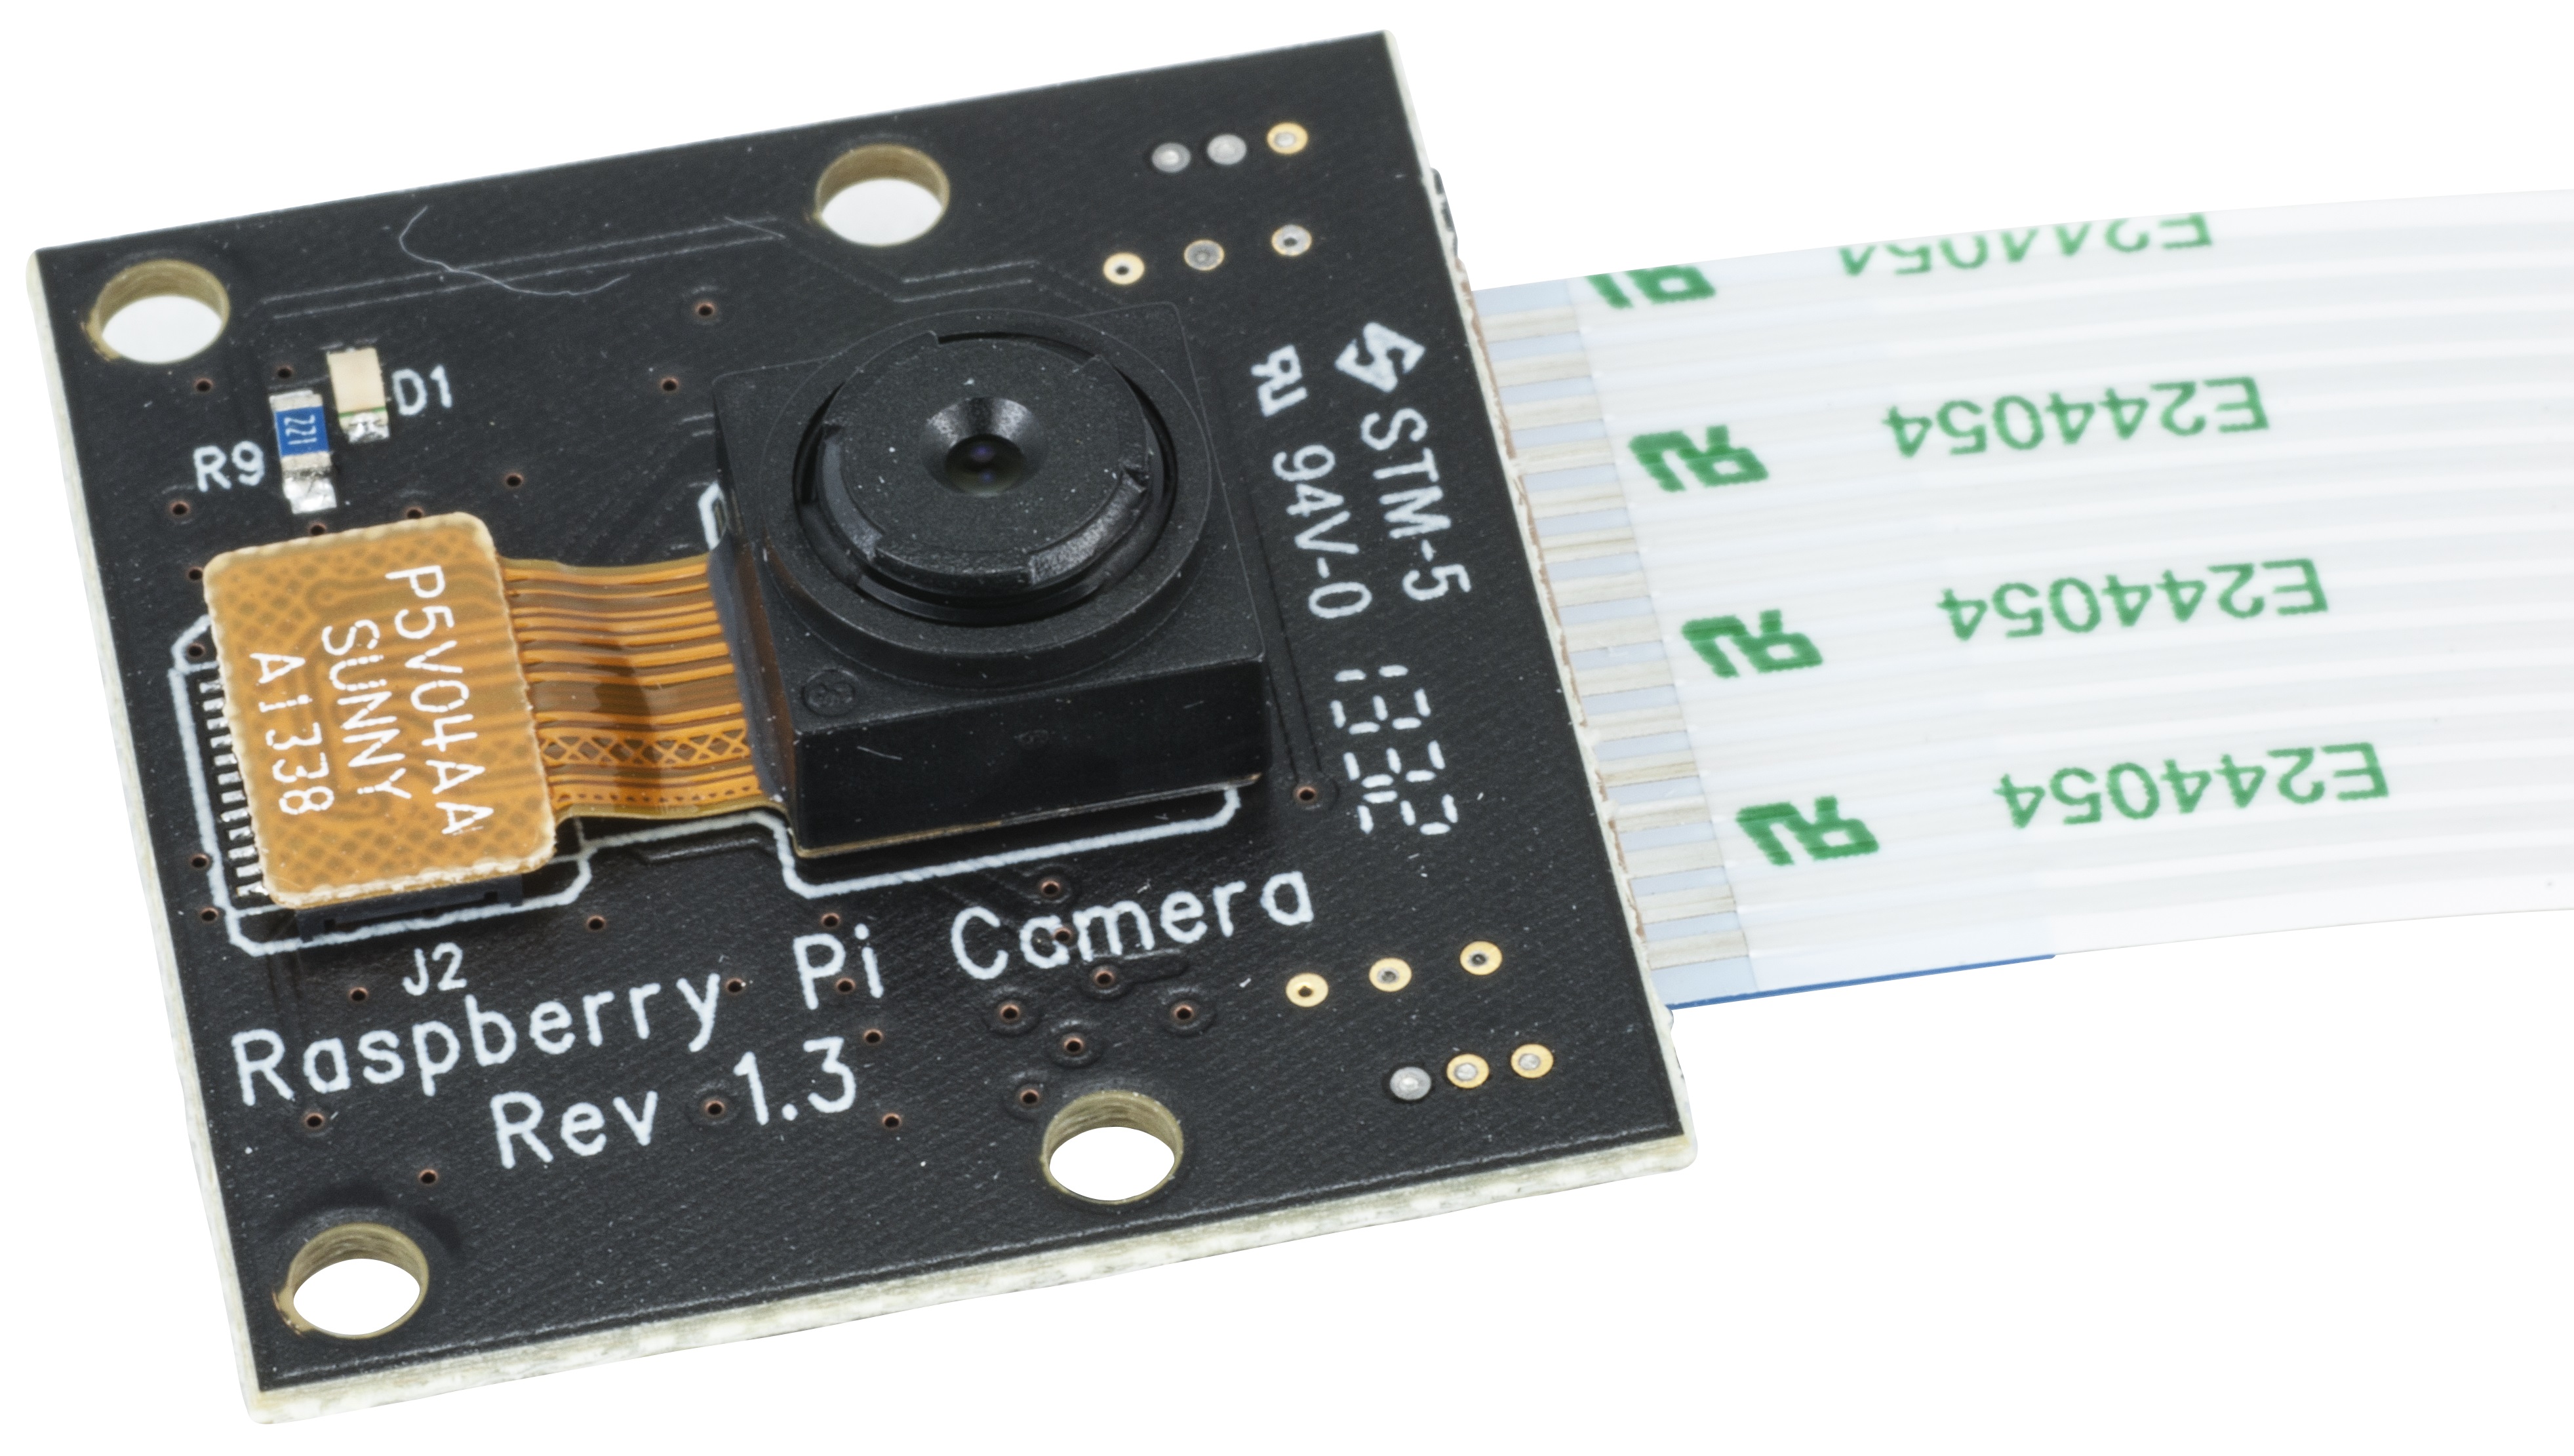 D1
R9
221
P5V04AA
SUNNY
A1338
J2
STM-5
94V-0
Raspberry Pi Camera
Rev 1.3
E244054
E244054
E244054
E244054